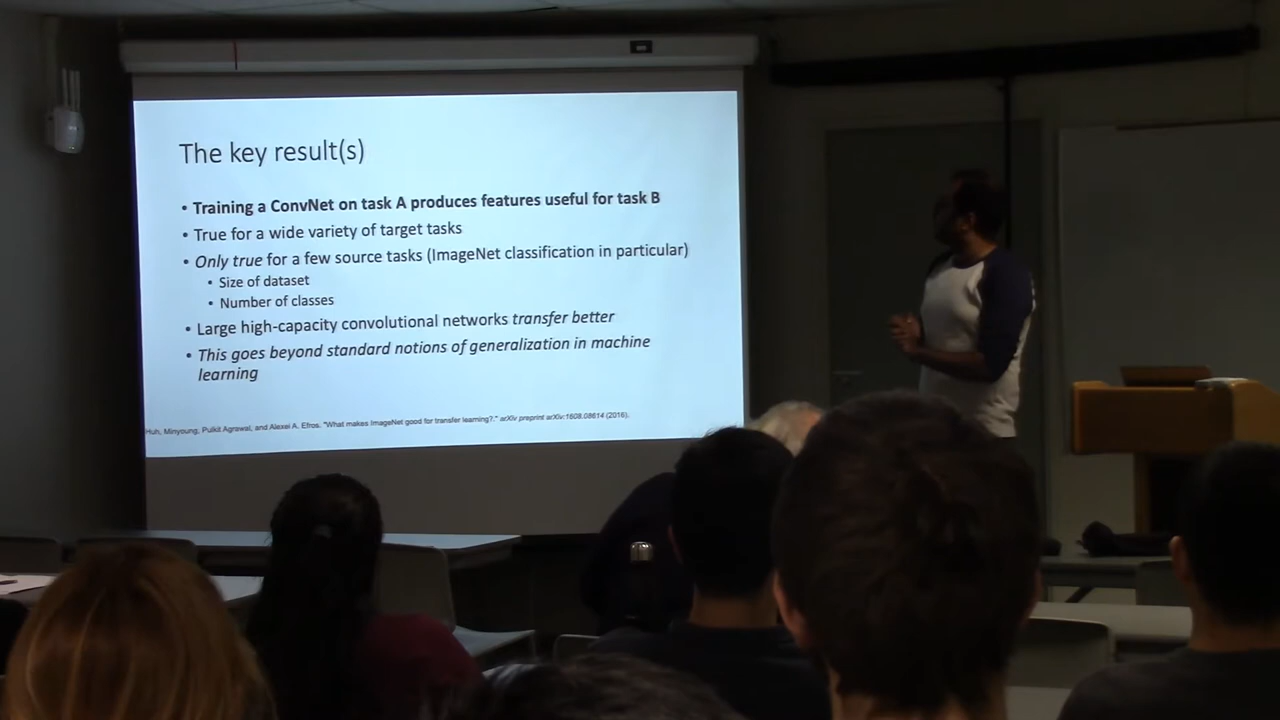 The key result(s)
• Training a ConvNet on task A produces features useful for task B
• True for a wide variety of target tasks
• Only true for a few source tasks (ImageNet classification in particular)
• Size of dataset
• Number of classes
• Large high-capacity convolutional networks transfer better
• This goes beyond standard notions of generalization in machine
learning
Huh, Minyoung, Pulkit Agrawal, and Alexei A. Efros. "What makes ImageNet good for transfer learning?." arXiv preprint arXiv:1608.08614 (2016).